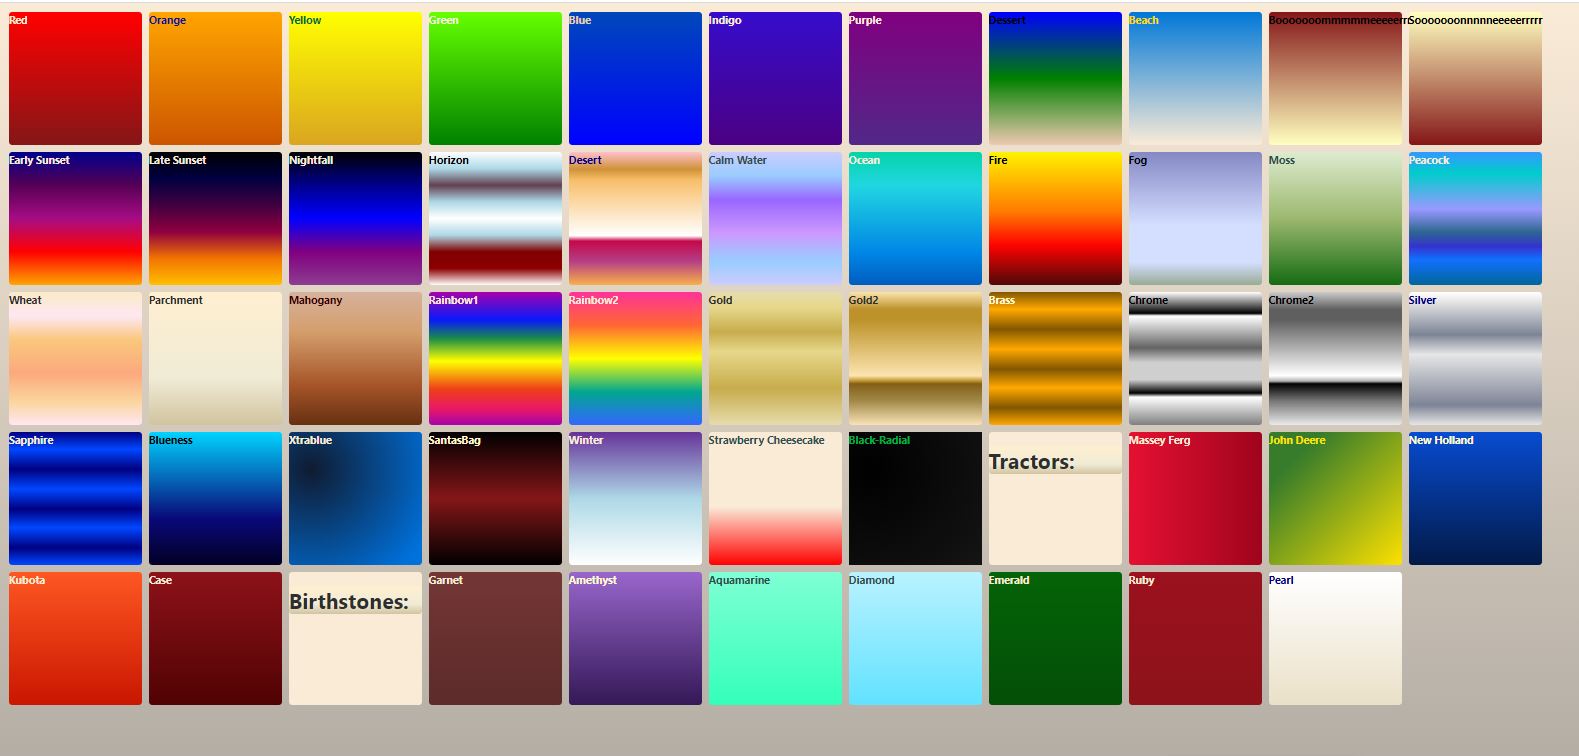 Red
Orange
Yellow
Green
Blue
Indigo
Purple
Dessert
Beach
Sooooooonnnnneeeeerrrrr
Early Sunset
Late Sunset
Nightfall
Horizon
Desert
Calm Water
Ocean
Fire
Fog
Moss
Peacock
Wheat
Parchment
Mahogany
Rainbow1
Rainbow2
Gold
Gold2
Brass
Chrome
Chrome2
Silver
Sapphire
Blueness
Xtrablue
SantasBag
Winter
Strawberry Cheesecake
Black-Radial
Tractors:
Massey Ferg
John Deere
New Holland
Kubota
Case
Birthstones:
Garnet
Amethyst
Aquamarine
Diamond
Emerald
Ruby
Pearl